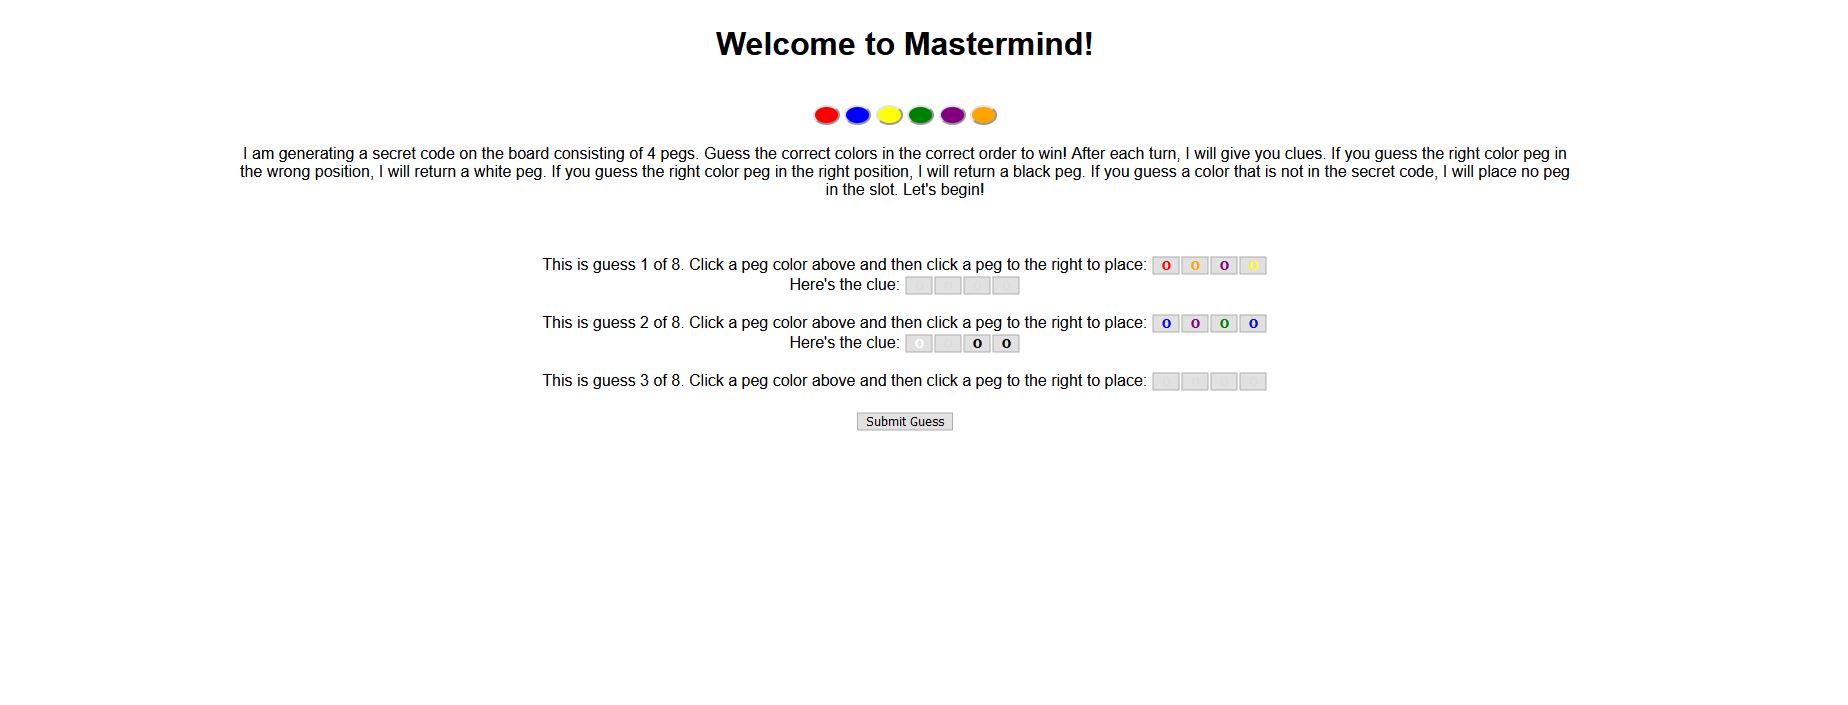 Welcome to Mastermind!
I am generating a secret code on the board consisting of 4 pegs. Guess the correct colors in the correct order to win! After each turn, I will give you clues. If you guess the right color peg in
the wrong position, I will return a white peg. If you guess the right color peg in the right position, I will return a black peg. If you guess a color that is not in the secret code, I will place no peg
in the slot. Let's begin!
This is guess 1 of 8. Click a peg color above and then click a peg to the right to place: o o o o
Here's the clue: o o o o
This is guess 2 of 8. Click a peg color above and then click a peg to the right to place: o o o o
Here's the clue: o o o o
This is guess 3 of 8. Click a peg color above and then click a peg to the right to place: o o o o
Submit Guess